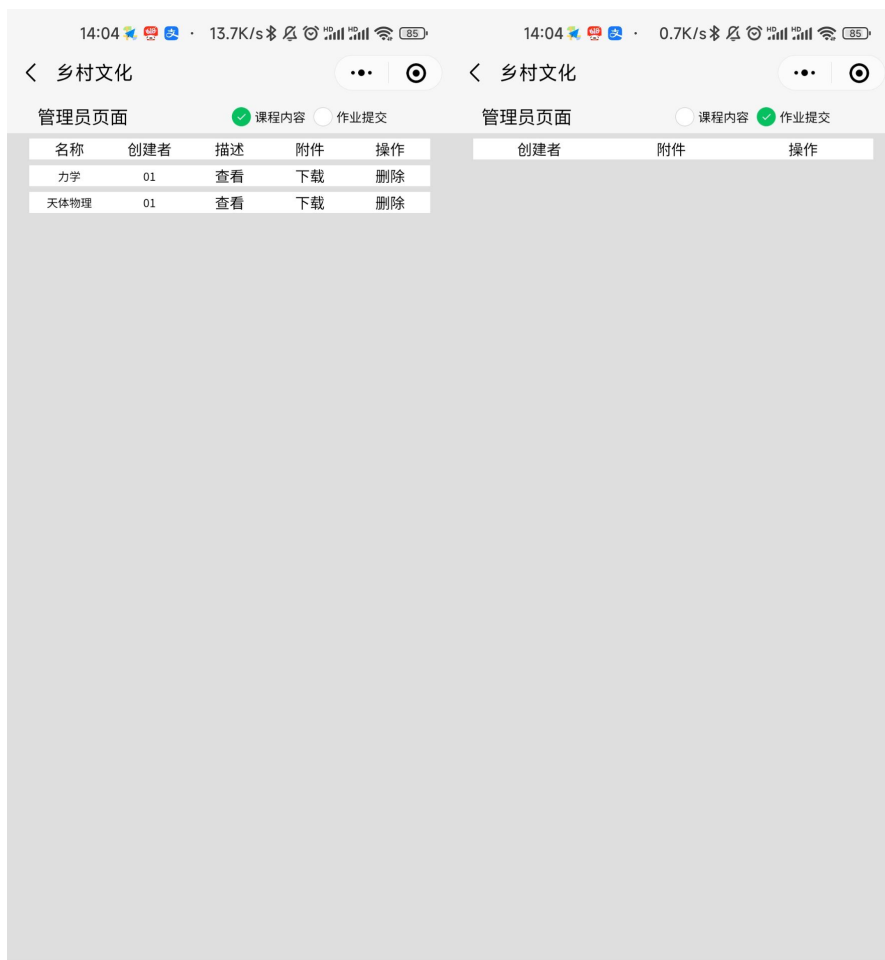 14:04 · 13.7K/s HD HD 85
乡村文化
管理员页面 课程内容 作业提交
名称 创建者 描述 附件 操作
力学 01 查看 下载 删除
天体物理 01 查看 下载 删除
14:04 · 0.7K/s HD HD 85
乡村文化
管理员页面 课程内容 作业提交
创建者 附件 操作